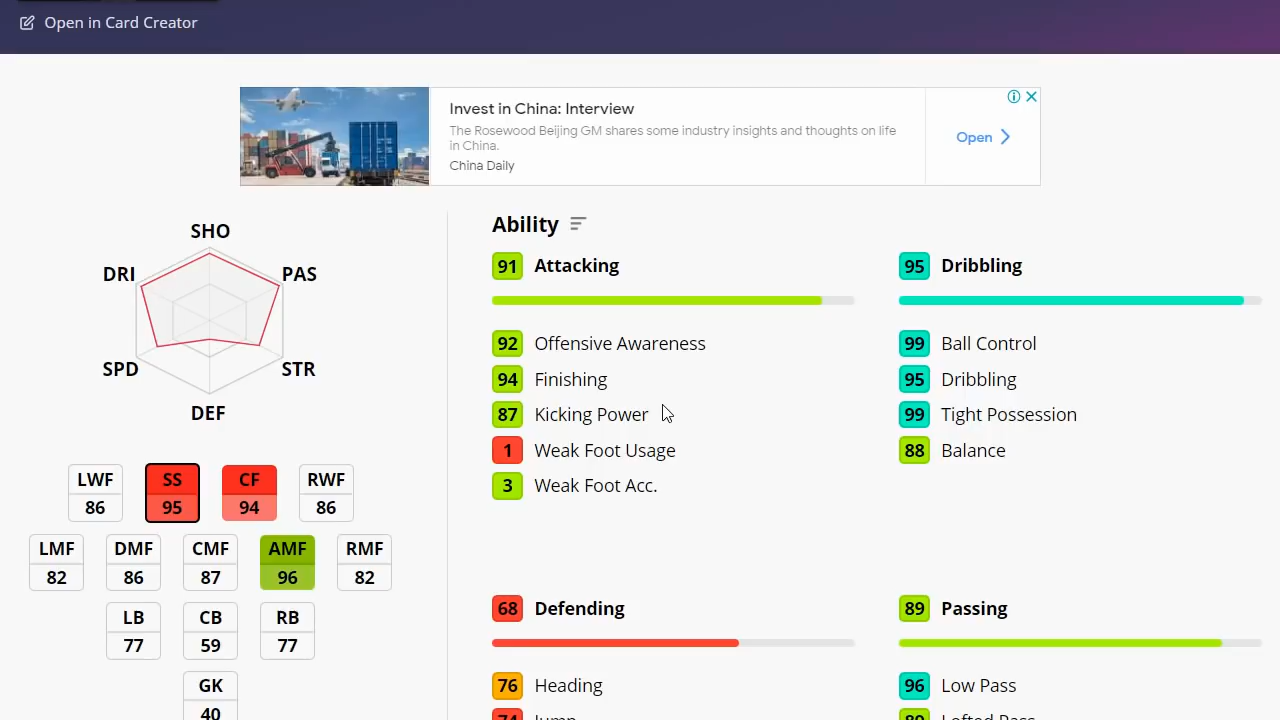 Open in Card Creator
Invest in China: Interview
The Rosewood Beijing GM shares some industry insights and thoughts on life
in China.
China Daily
Open
SHO
DRI
PAS
SPD
STR
DEF
LWF
86
SS
95
CF
94
RWF
86
LMF
82
DMF
86
CMF
87
AMF
96
RMF
82
LB
77
CB
59
RB
77
GK
40
Ability
91 Attacking
92 Offensive Awareness
94 Finishing
87 Kicking Power
1 Weak Foot Usage
3 Weak Foot Acc.
95 Dribbling
99 Ball Control
95 Dribbling
99 Tight Possession
88 Balance
68 Defending
76 Heading
74 Jump
89 Passing
96 Low Pass
89 Lofted Pass